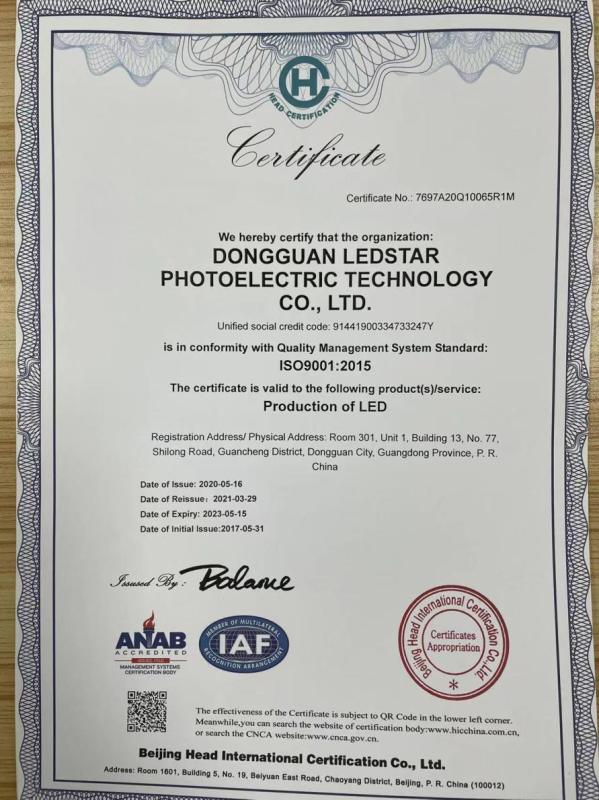 HEAD-CERTIFICATION
Certificate
Certificate No.: 7697A20Q10065R1M
We hereby certify that the organization:
DONGGUAN LEDSTAR
PHOTOELECTRIC TECHNOLOGY
CO., LTD.
Unified social credit code: 91441900334733247Y
is in conformity with Quality Management System Standard:
ISO9001:2015
The certificate is valid to the following product(s)/service:
Production of LED
Registration Address/ Physical Address: Room 301, Unit 1, Building 13, No. 77,
Shilong Road, Guancheng District, Dongguan City, Guangdong Province, P. R.
China
Date of Issue: 2020-05-16
Date of Reissue: 2021-03-29
Date of Expiry: 2023-05-15
Date of Initial Issue:2017-05-31
Issused By: Balance
ANAB
ACCREDITED
MANAGEMENT SYSTEMS
CERTIFICATION BODY
MEMBER OF MULTILATERAL
IAF
RECOGNITION ARRANGEMENT
Beijing Head International Certification Co.,Ltd.
Certificates
Appropriation
The effectiveness of the Certificate is subject to QR Code in the lower left corner.
Meanwhile,you can search the website of certification body:www.hicchina.com.cn,
or search the CNCA website:www.cnca.gov.cn.
Beijing Head International Certification Co., Ltd.
Address: Room 1601, Building 5, No. 19, Beiyuan East Road, Chaoyang District, Beijing, P. R. China (100012)